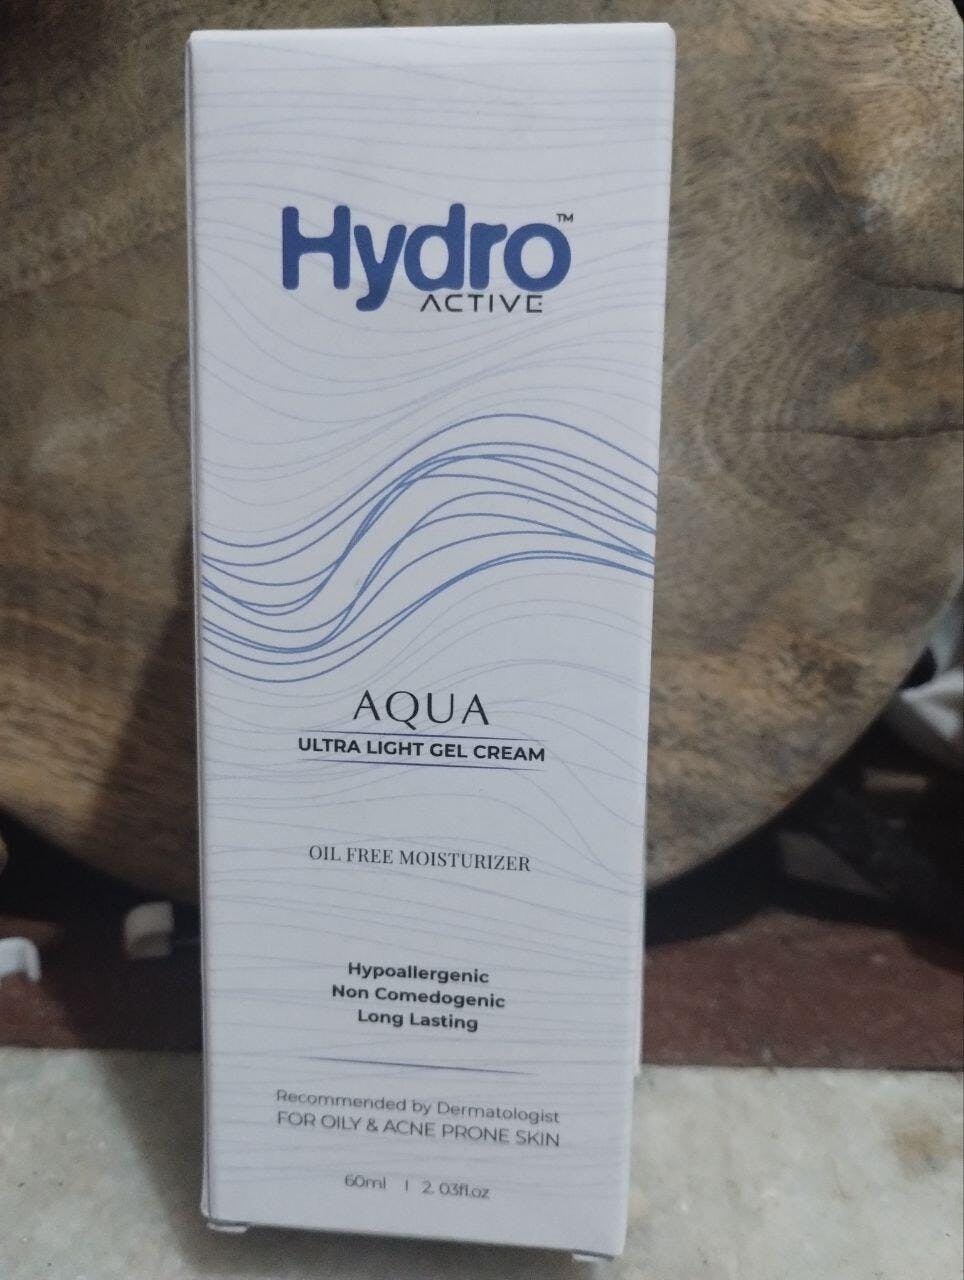 Hydro™
ACTIVE
AQUA
ULTRA LIGHT GEL CREAM
OIL FREE MOISTURIZER
Hypoallergenic
Non Comedogenic
Long Lasting
Recommended by Dermatologist
FOR OILY & ACNE PRONE SKIN
60ml | 2. 03fl.oz